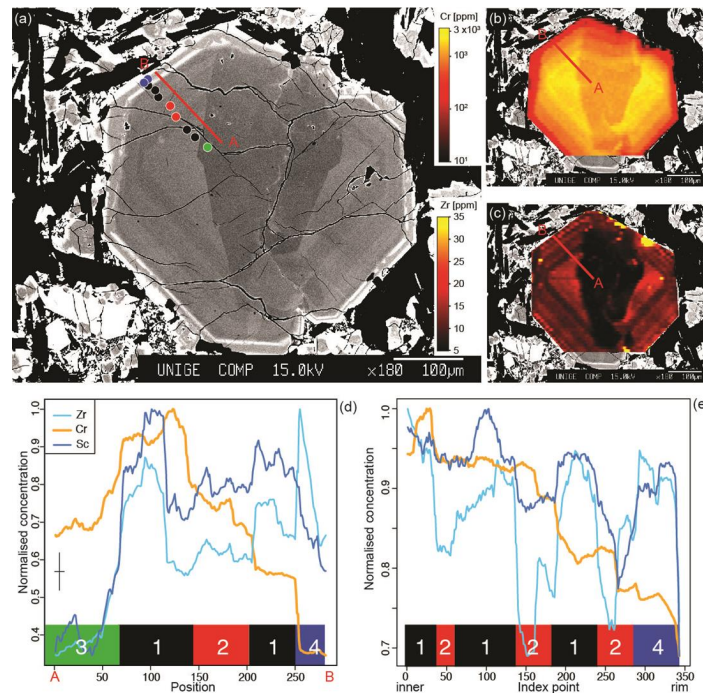 (a)
B
A
UNIGE COMP 15.0kV ×180 100µm
Cr [ppm]
3 x10³
10²
10¹
Zr [ppm]
35
30
25
20
15
10
5
(b)
B
A
UNIGE COMP 15.0kV ×180 100µm
(c)
B
A
UNIGE COMP 15.0kV ×180 100µm
(d)
Zr
Cr
Sc
Normalised concentration
1.0
0.9
0.8
0.7
0.6
0.5
0.4
3 1 2 1 4
0 50 100 150 200 250
A Position B
(e)
Normalised concentration
1.0
0.9
0.8
0.7
1 2 1 2 1 2 4
0 50 100 150 200 250 300 340
inner Index point rim